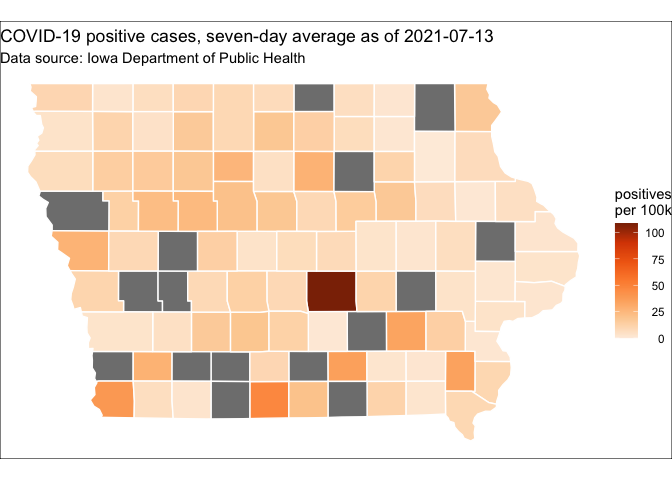 COVID-19 positive cases, seven-day average as of 2021-07-13
Data source: Iowa Department of Public Health
positives
per 100k
100
75
50
25
0